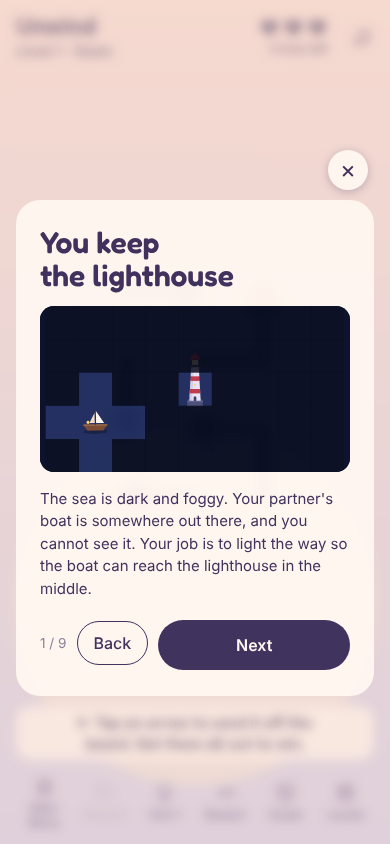 Unwind
You keep
the lighthouse
The sea is dark and foggy. Your partner's
boat is somewhere out there, and you
cannot see it. Your job is to light the way so
the boat can reach the lighthouse in the
middle.
1 / 9
Back
Next